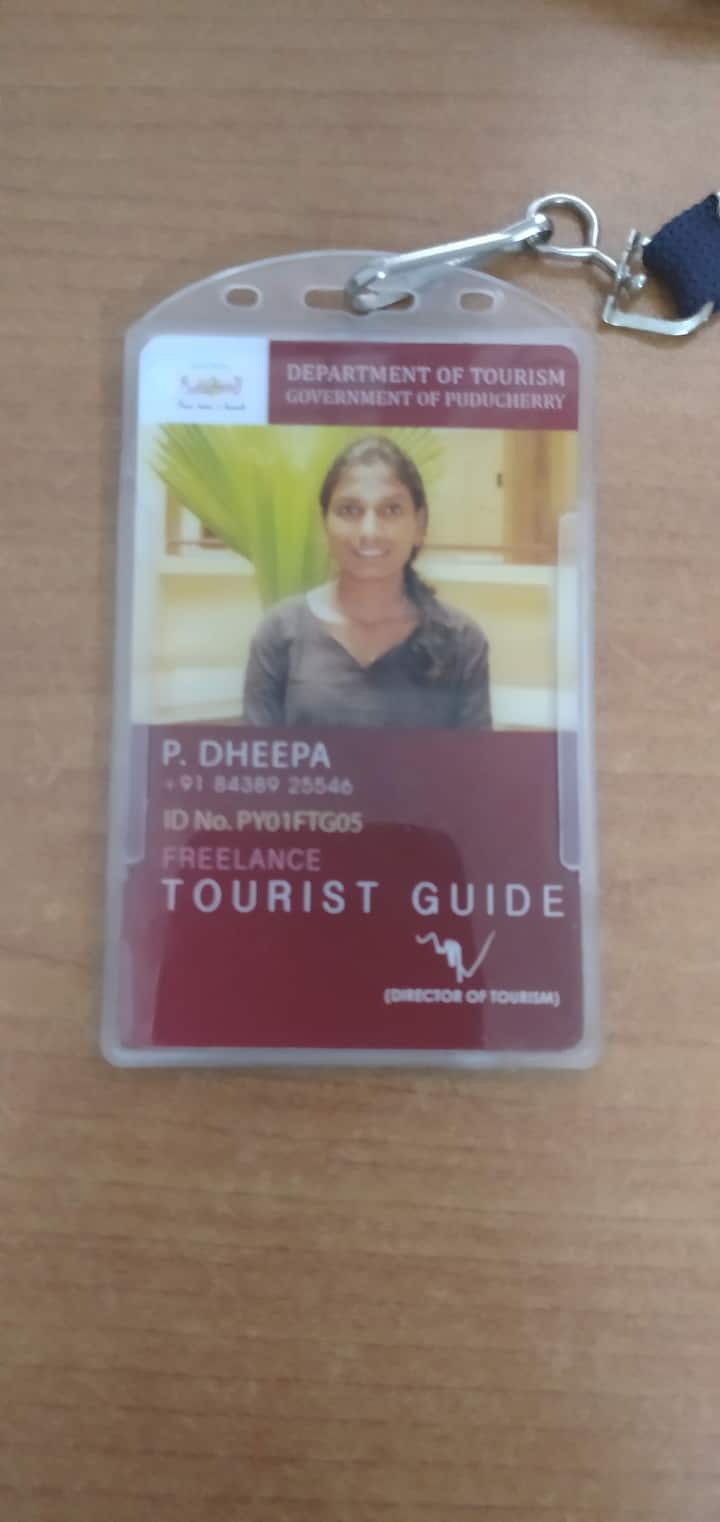 DEPARTMENT OF TOURISM
GOVERNMENT OF PUDUCHERRY
P. DHEEPA
+91 84389 25546
ID No. PY01FTG05
FREELANCE
TOURIST GUIDE
(DIRECTOR OF TOURISM)